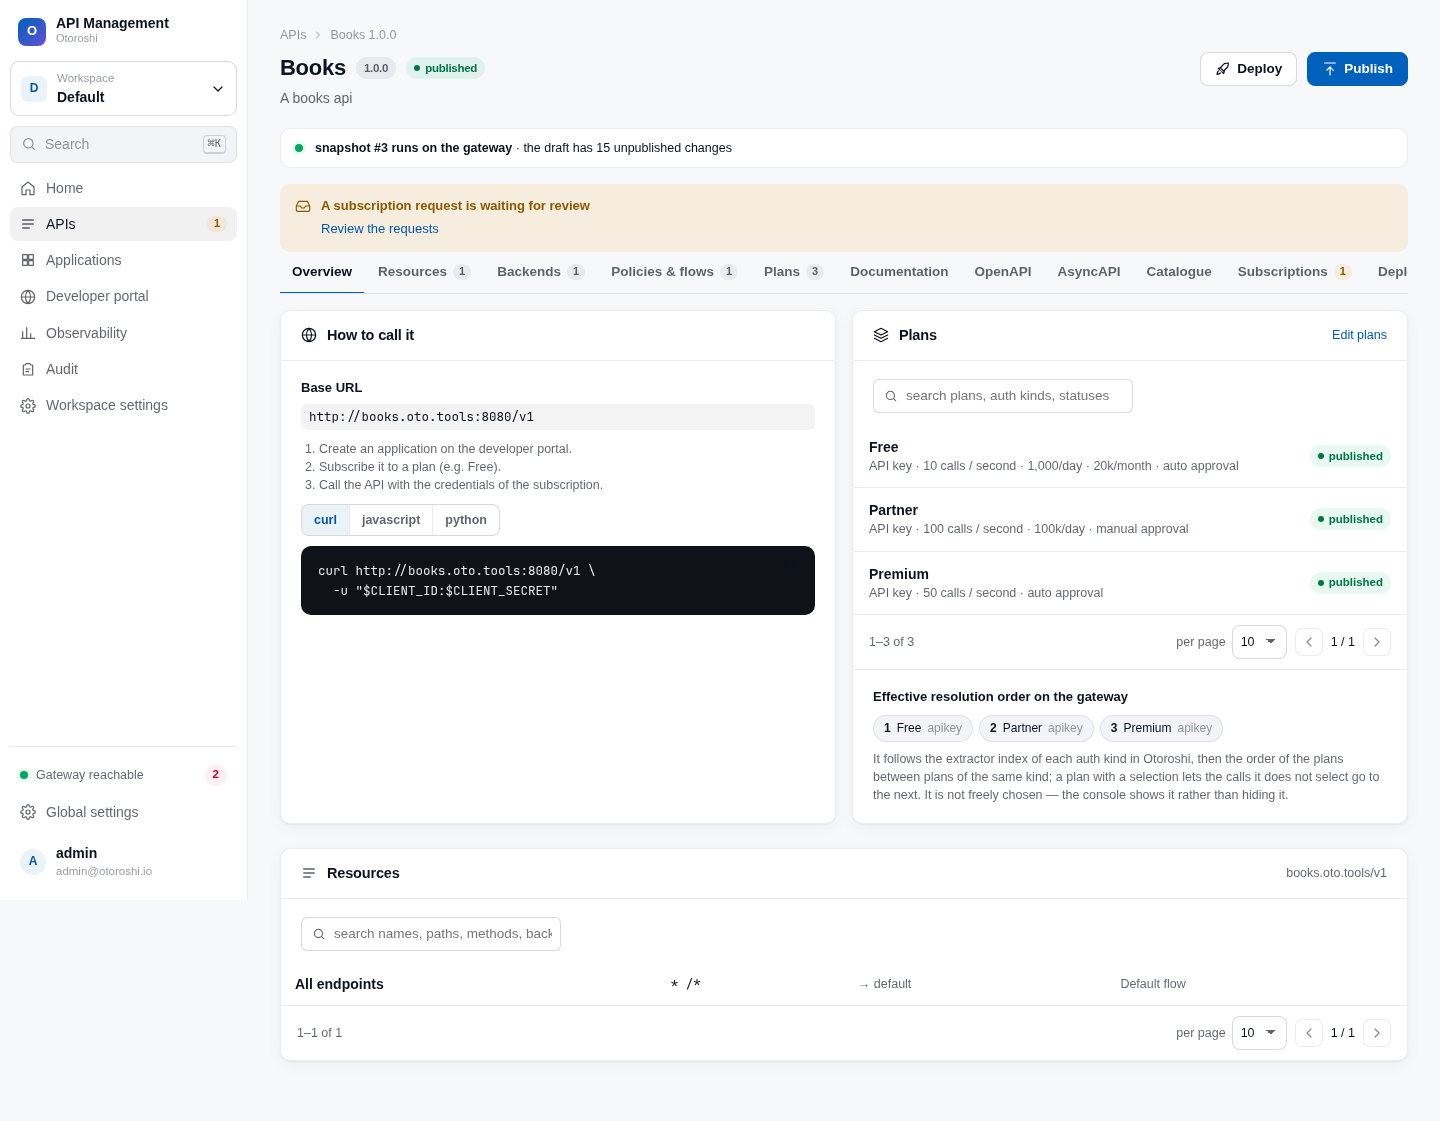 O
API Management
Otoroshi
D
Workspace
Default
Search
⌘K
Home
APIs
1
Applications
Developer portal
Observability
Audit
Workspace settings
Gateway reachable
2
Global settings
A
admin
admin@otoroshi.io
APIs
Books 1.0.0
Books
1.0.0
published
Deploy
Publish
A books api
snapshot #3 runs on the gateway · the draft has 15 unpublished changes
A subscription request is waiting for review
Review the requests
Overview
Resources 1
Backends 1
Policies & flows 1
Plans 3
Documentation
OpenAPI
AsyncAPI
Catalogue
Subscriptions 1
Depl
How to call it
Base URL
http://books.oto.tools:8080/v1
1. Create an application on the developer portal.
2. Subscribe it to a plan (e.g. Free).
3. Call the API with the credentials of the subscription.
curl
javascript
python
curl http://books.oto.tools:8080/v1 \
-u "$CLIENT_ID:$CLIENT_SECRET"
Plans
Edit plans
search plans, auth kinds, statuses
Free
API key · 10 calls / second · 1,000/day · 20k/month · auto approval
published
Partner
API key · 100 calls / second · 100k/day · manual approval
published
Premium
API key · 50 calls / second · auto approval
published
1–3 of 3
per page
10
1 / 1
Effective resolution order on the gateway
1 Free apikey
2 Partner apikey
3 Premium apikey
It follows the extractor index of each auth kind in Otoroshi, then the order of the plans
between plans of the same kind; a plan with a selection lets the calls it does not select go to
the next. It is not freely chosen — the console shows it rather than hiding it.
Resources
books.oto.tools/v1
search names, paths, methods, back
All endpoints
* /*
→ default
Default flow
1–1 of 1
per page
10
1 / 1